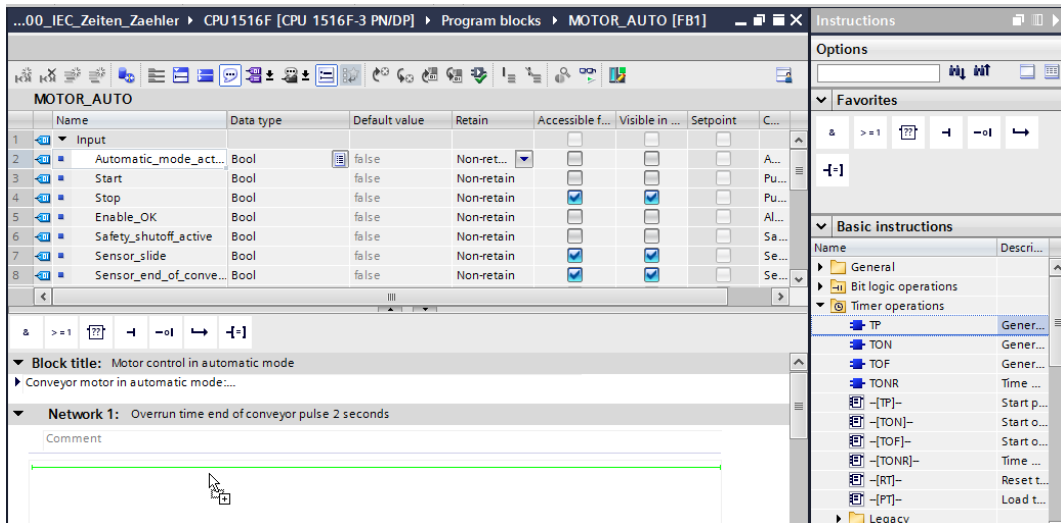 ...00_IEC_Zeiten_Zaehler ▸ CPU1516F [CPU 1516F-3 PN/DP] ▸ Program blocks ▸ MOTOR_AUTO [FB1]
MOTOR_AUTO
Name Data type Default value Retain Accessible f... Visible in ... Setpoint C...
1 Input
2 Automatic_mode_act... Bool false Non-ret... A...
3 Start Bool false Non-retain Pu...
4 Stop Bool false Non-retain Pu...
5 Enable_OK Bool false Non-retain Al...
6 Safety_shutoff_active Bool false Non-retain Sa...
7 Sensor_slide Bool false Non-retain Se...
8 Sensor_end_of_conve... Bool false Non-retain Se...
& >=1 ??
Block title: Motor control in automatic mode
Conveyor motor in automatic mode:...
Network 1: Overrun time end of conveyor pulse 2 seconds
Comment
Instructions
Options
Favorites
& >=1 ??
Basic instructions
Name Descri...
General
Bit logic operations
Timer operations
TP Gener...
TON Gener...
TOF Gener...
TONR Time ...
–[TP]– Start p...
–[TON]– Start o...
–[TOF]– Start o...
–[TONR]– Time ...
–[RT]– Reset t...
–[PT]– Load t...
Legacy